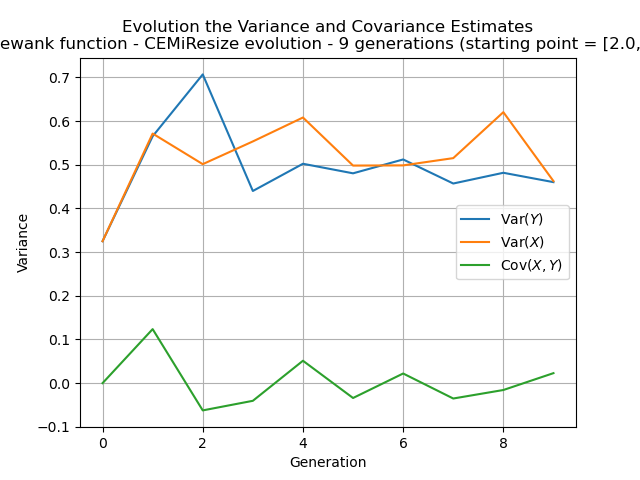 Evolution the Variance and Covariance Estimates
ewank function - CEMiResize evolution - 9 generations (starting point = [2.0,
0.7
0.6
0.5
0.4
0.3
0.2
0.1
0.0
−0.1
Variance
Var(Y)
Var(X)
Cov(X, Y)
0 2 4 6 8
Generation